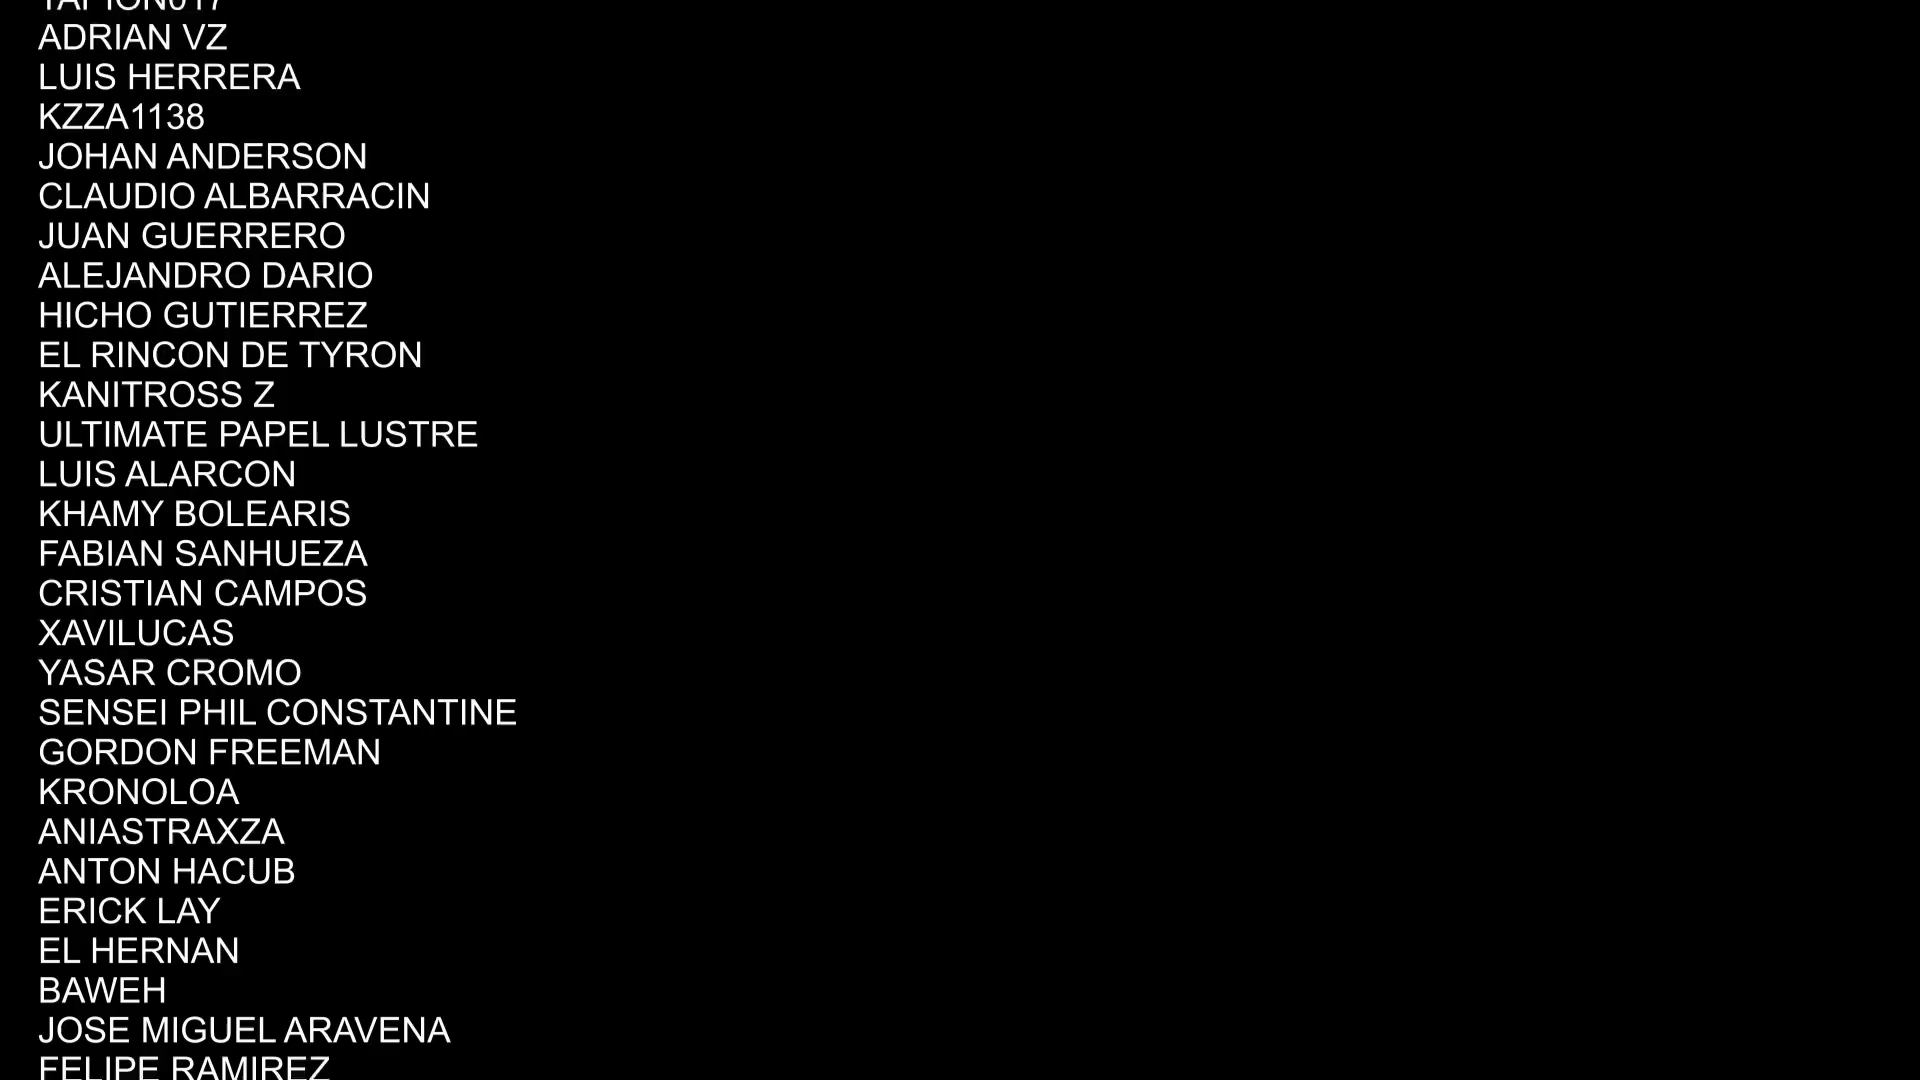 TAPION017
ADRIAN VZ
LUIS HERRERA
KZZA1138
JOHAN ANDERSON
CLAUDIO ALBARRACIN
JUAN GUERRERO
ALEJANDRO DARIO
HICHO GUTIERREZ
EL RINCON DE TYRON
KANITROSS Z
ULTIMATE PAPEL LUSTRE
LUIS ALARCON
KHAMY BOLEARIS
FABIAN SANHUEZA
CRISTIAN CAMPOS
XAVILUCAS
YASAR CROMO
SENSEI PHIL CONSTANTINE
GORDON FREEMAN
KRONOLOA
ANIASTRAXZA
ANTON HACUB
ERICK LAY
EL HERNAN
BAWEH
JOSE MIGUEL ARAVENA
FELIPE RAMIREZ